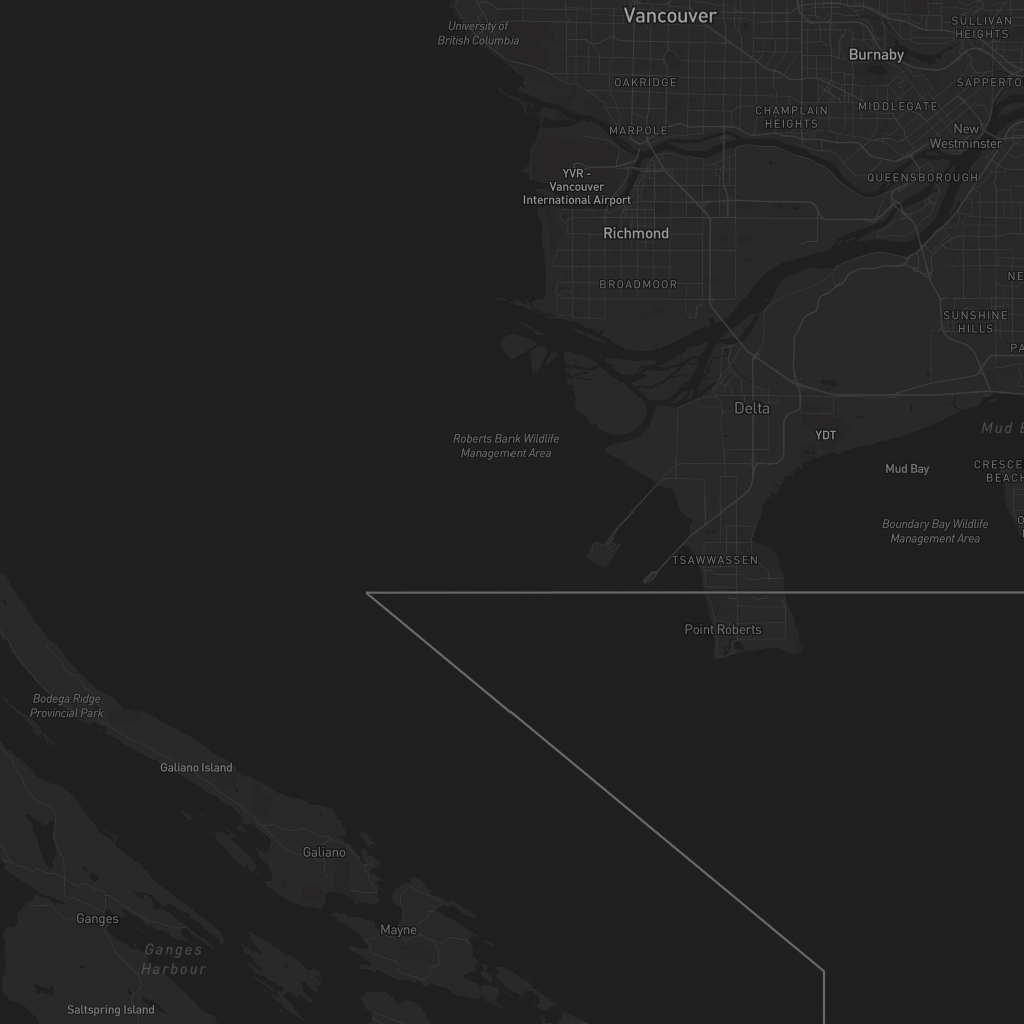 Vancouver
University of
British Columbia
SULLIVAN
HEIGHTS
Burnaby
OAKRIDGE
SAPPERTO
MIDDLEGATE
CHAMPLAIN
HEIGHTS
MARPOLE
New
Westminster
YVR -
Vancouver
International Airport
QUEENSBOROUGH
Richmond
NE
BROADMOOR
SUNSHINE
HILLS
PA
Delta
Mud B
YDT
Roberts Bank Wildlife
Management Area
Mud Bay
CRESCE
BEACH
Boundary Bay Wildlife
Management Area
TSAWWASSEN
Point Roberts
Bodega Ridge
Provincial Park
Galiano Island
Galiano
Ganges
Mayne
Ganges
Harbour
Saltspring Island